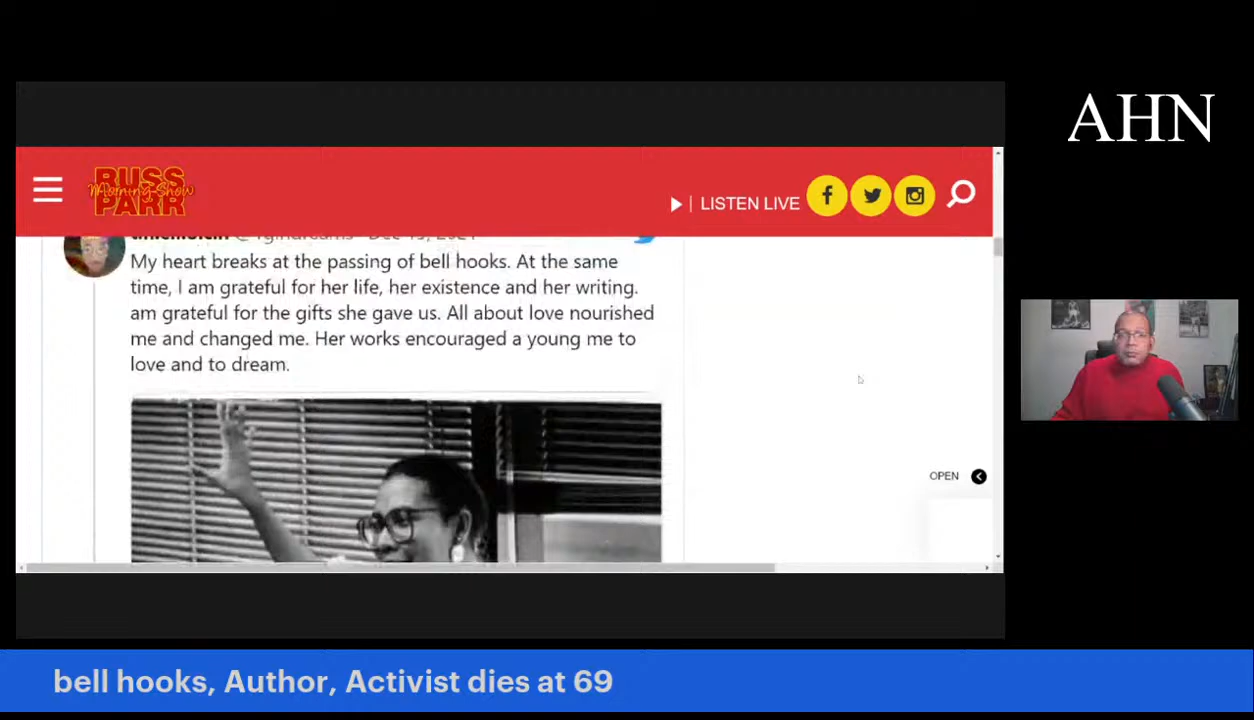 AHN
RUSS
Morning Show
PARR
LISTEN LIVE
My heart breaks at the passing of bell hooks. At the same
time, I am grateful for her life, her existence and her writing.
am grateful for the gifts she gave us. All about love nourished
me and changed me. Her works encouraged a young me to
love and to dream.
OPEN
bell hooks, Author, Activist dies at 69